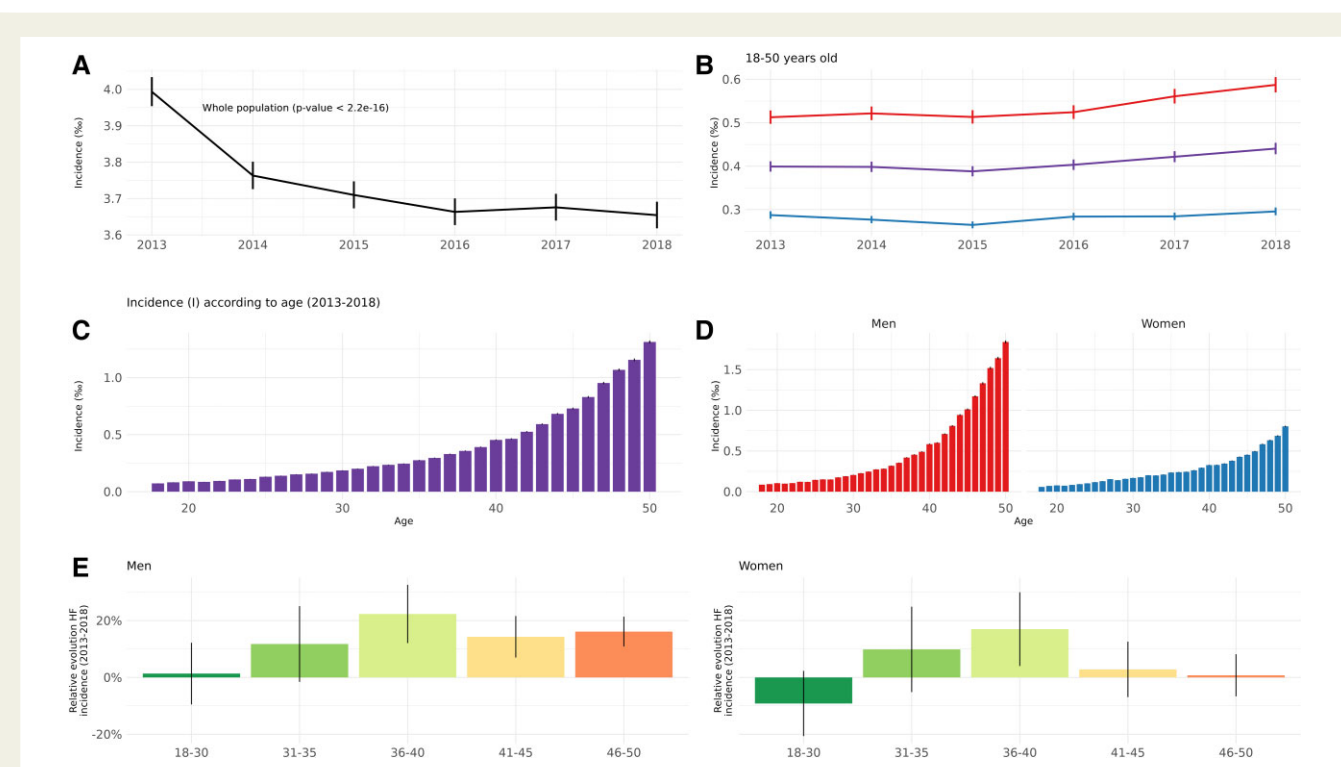 A
4.0
3.9
3.8
3.7
3.6
Incidence (‰)
Whole population (p-value < 2.2e-16)
2013 2014 2015 2016 2017 2018
B
18-50 years old
0.6
0.5
0.4
0.3
Incidence (‰)
2013 2014 2015 2016 2017 2018
Incidence (I) according to age (2013-2018)
C
1.0
0.5
0.0
Incidence (‰)
20 30 40 50
Age
D
Men Women
1.5
1.0
0.5
0.0
Incidence (‰)
20 30 40 50 20 30 40 50
Age
E
Men
20%
0%
-20%
Relative evolution HF
incidence (2013-2018)
18-30 31-35 36-40 41-45 46-50
Women
Relative evolution HF
incidence (2013-2018)
18-30 31-35 36-40 41-45 46-50